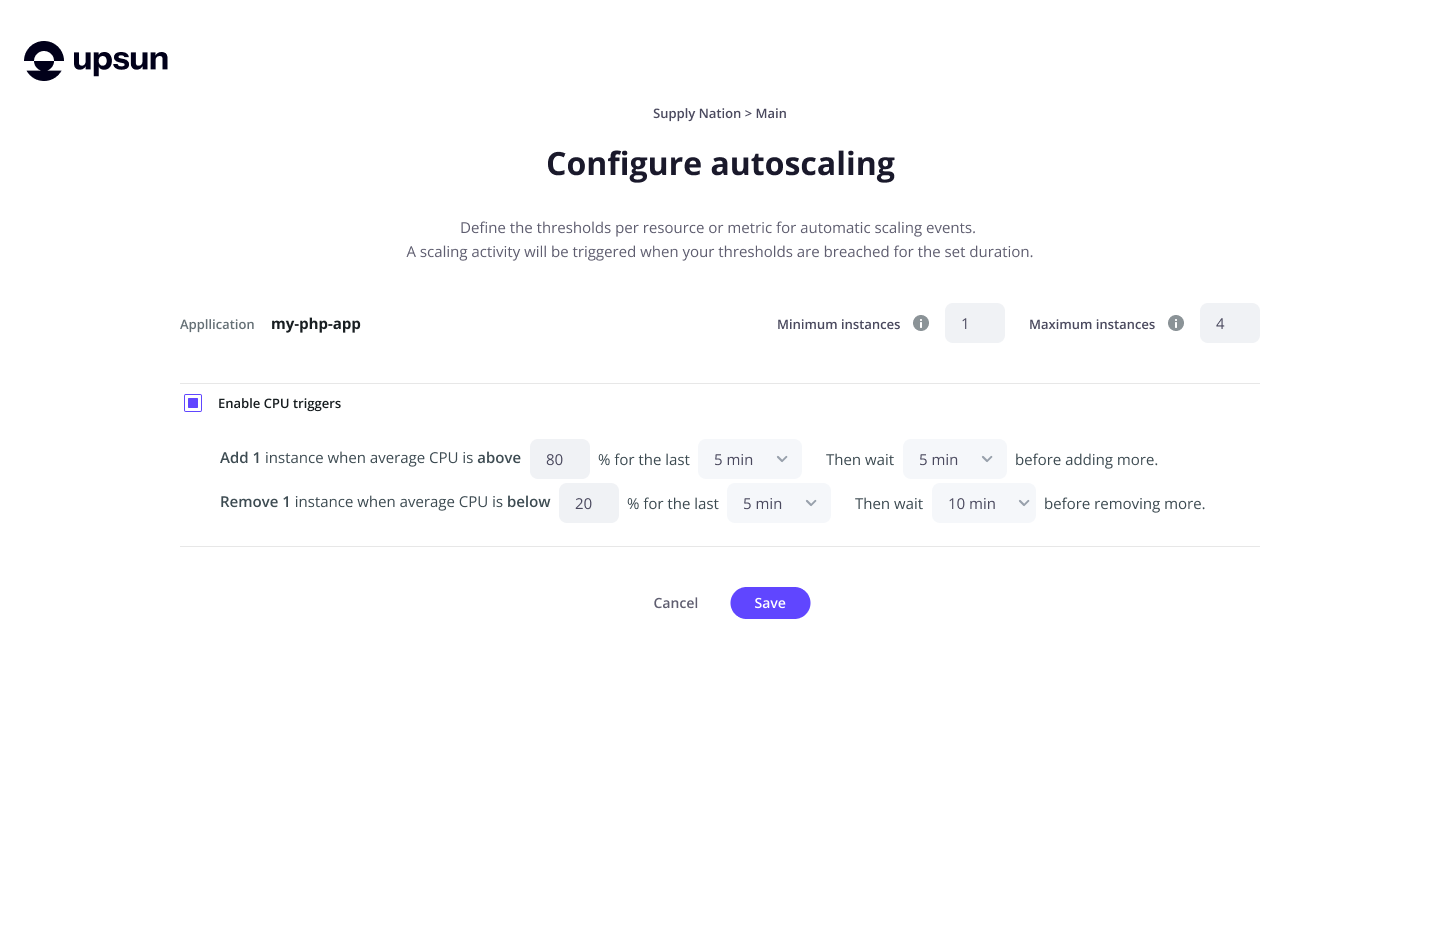 upsun
Supply Nation > Main
Configure autoscaling
Define the thresholds per resource or metric for automatic scaling events.
A scaling activity will be triggered when your thresholds are breached for the set duration.
Appllication my-php-app Minimum instances i 1 Maximum instances i 4
Enable CPU triggers
Add 1 instance when average CPU is above 80 % for the last 5 min Then wait 5 min before adding more.
Remove 1 instance when average CPU is below 20 % for the last 5 min Then wait 10 min before removing more.
Cancel Save